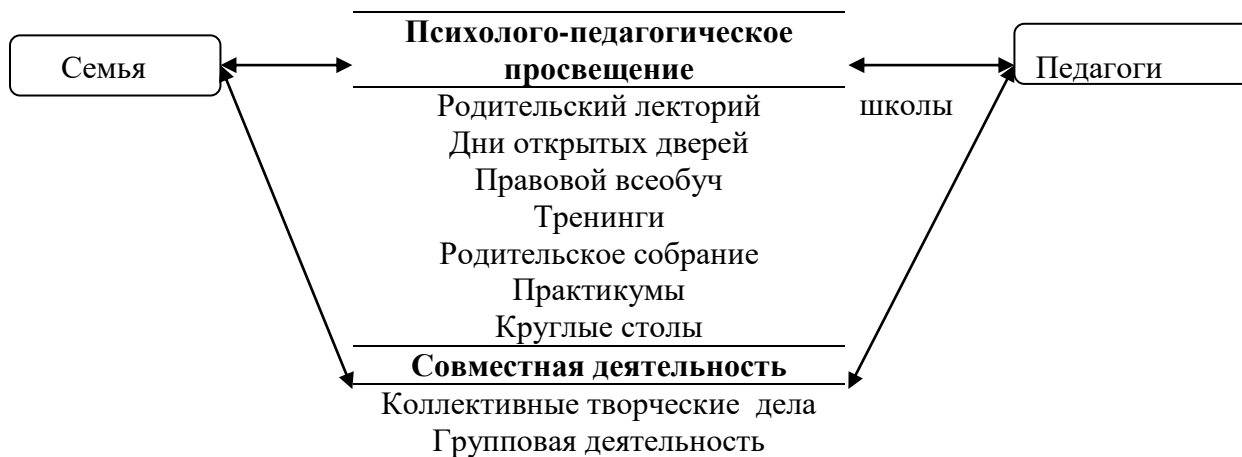 Психолого-педагогическое
просвещение
Семья
Педагоги
школы
Родительский лекторий
Дни открытых дверей
Правовой всеобуч
Тренинги
Родительское собрание
Практикумы
Круглые столы
Совместная деятельность
Коллективные творческие дела
Групповая деятельность